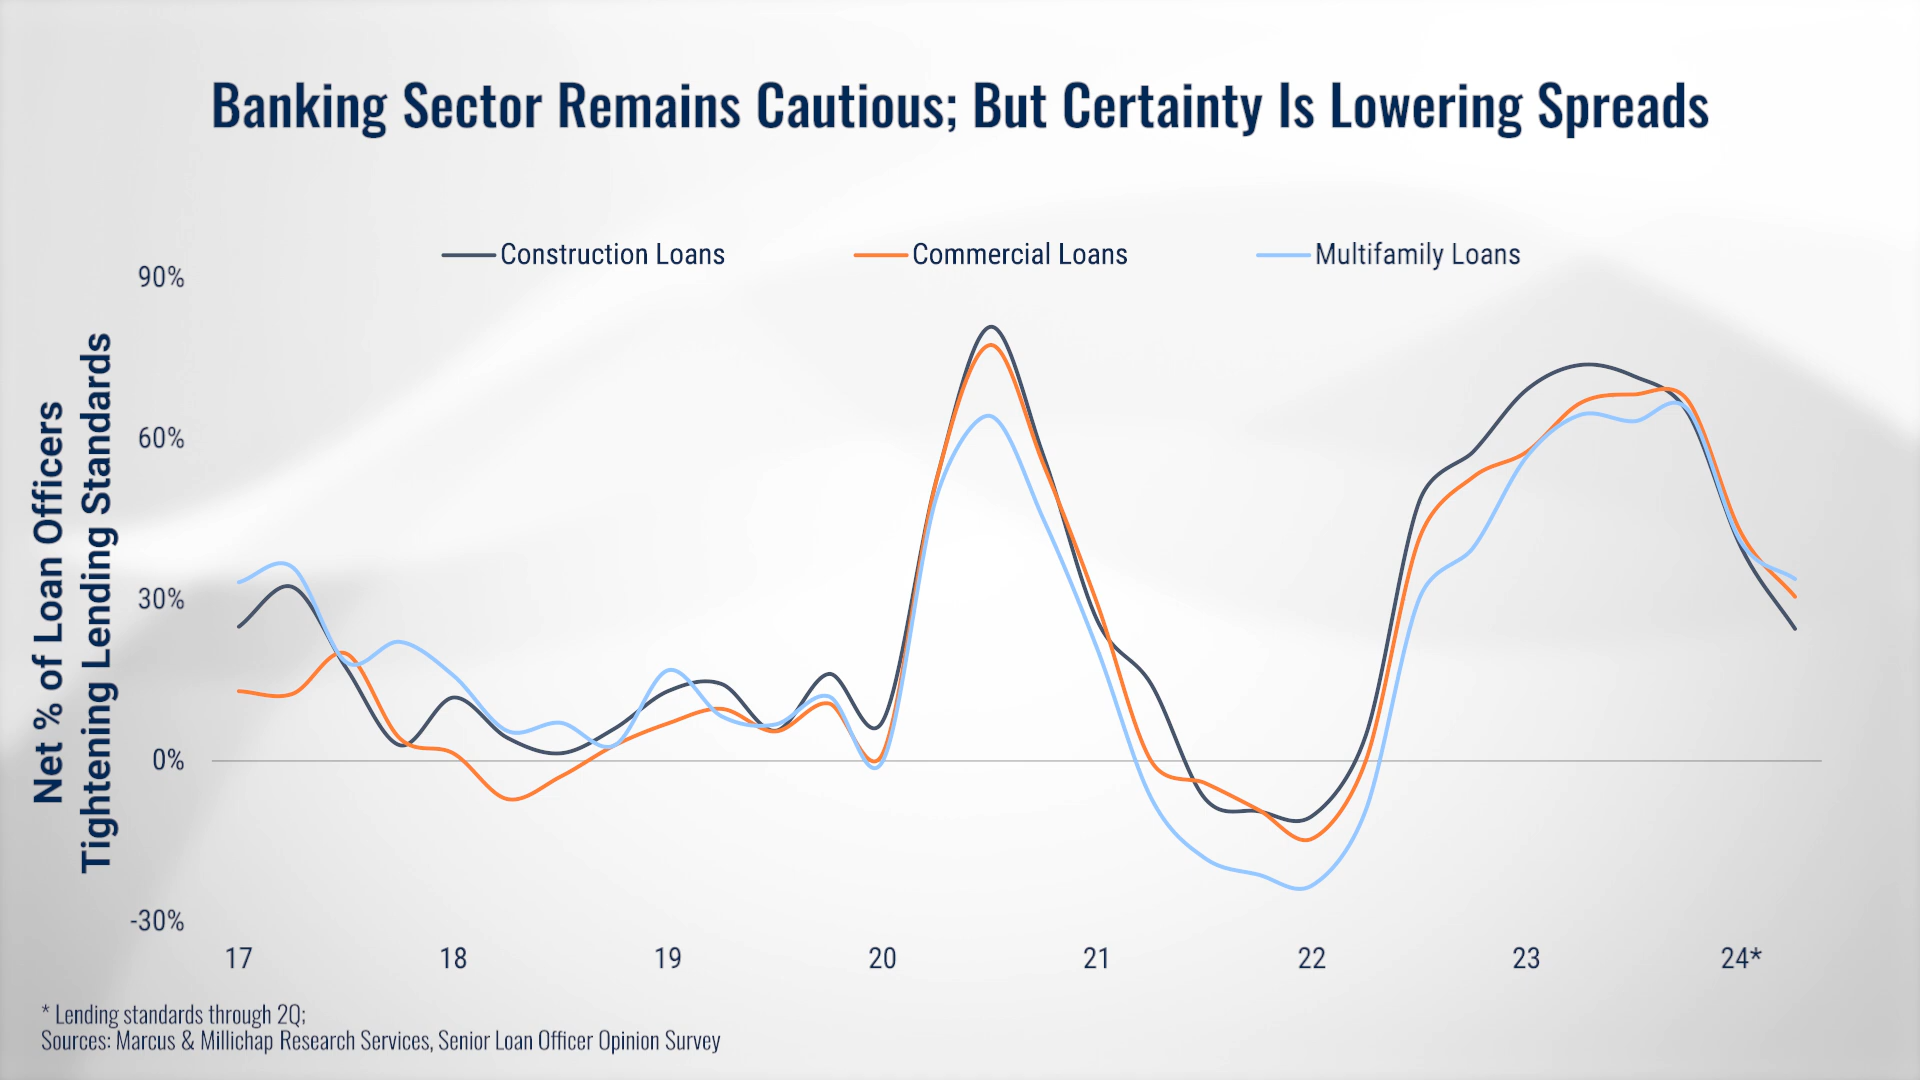 Banking Sector Remains Cautious; But Certainty Is Lowering Spreads
Construction Loans
Commercial Loans
Multifamily Loans
Net % of Loan Officers
Tightening Lending Standards
90%
60%
30%
0%
-30%
17
18
19
20
21
22
23
24*
* Lending standards through 2Q;
Sources: Marcus & Millichap Research Services, Senior Loan Officer Opinion Survey